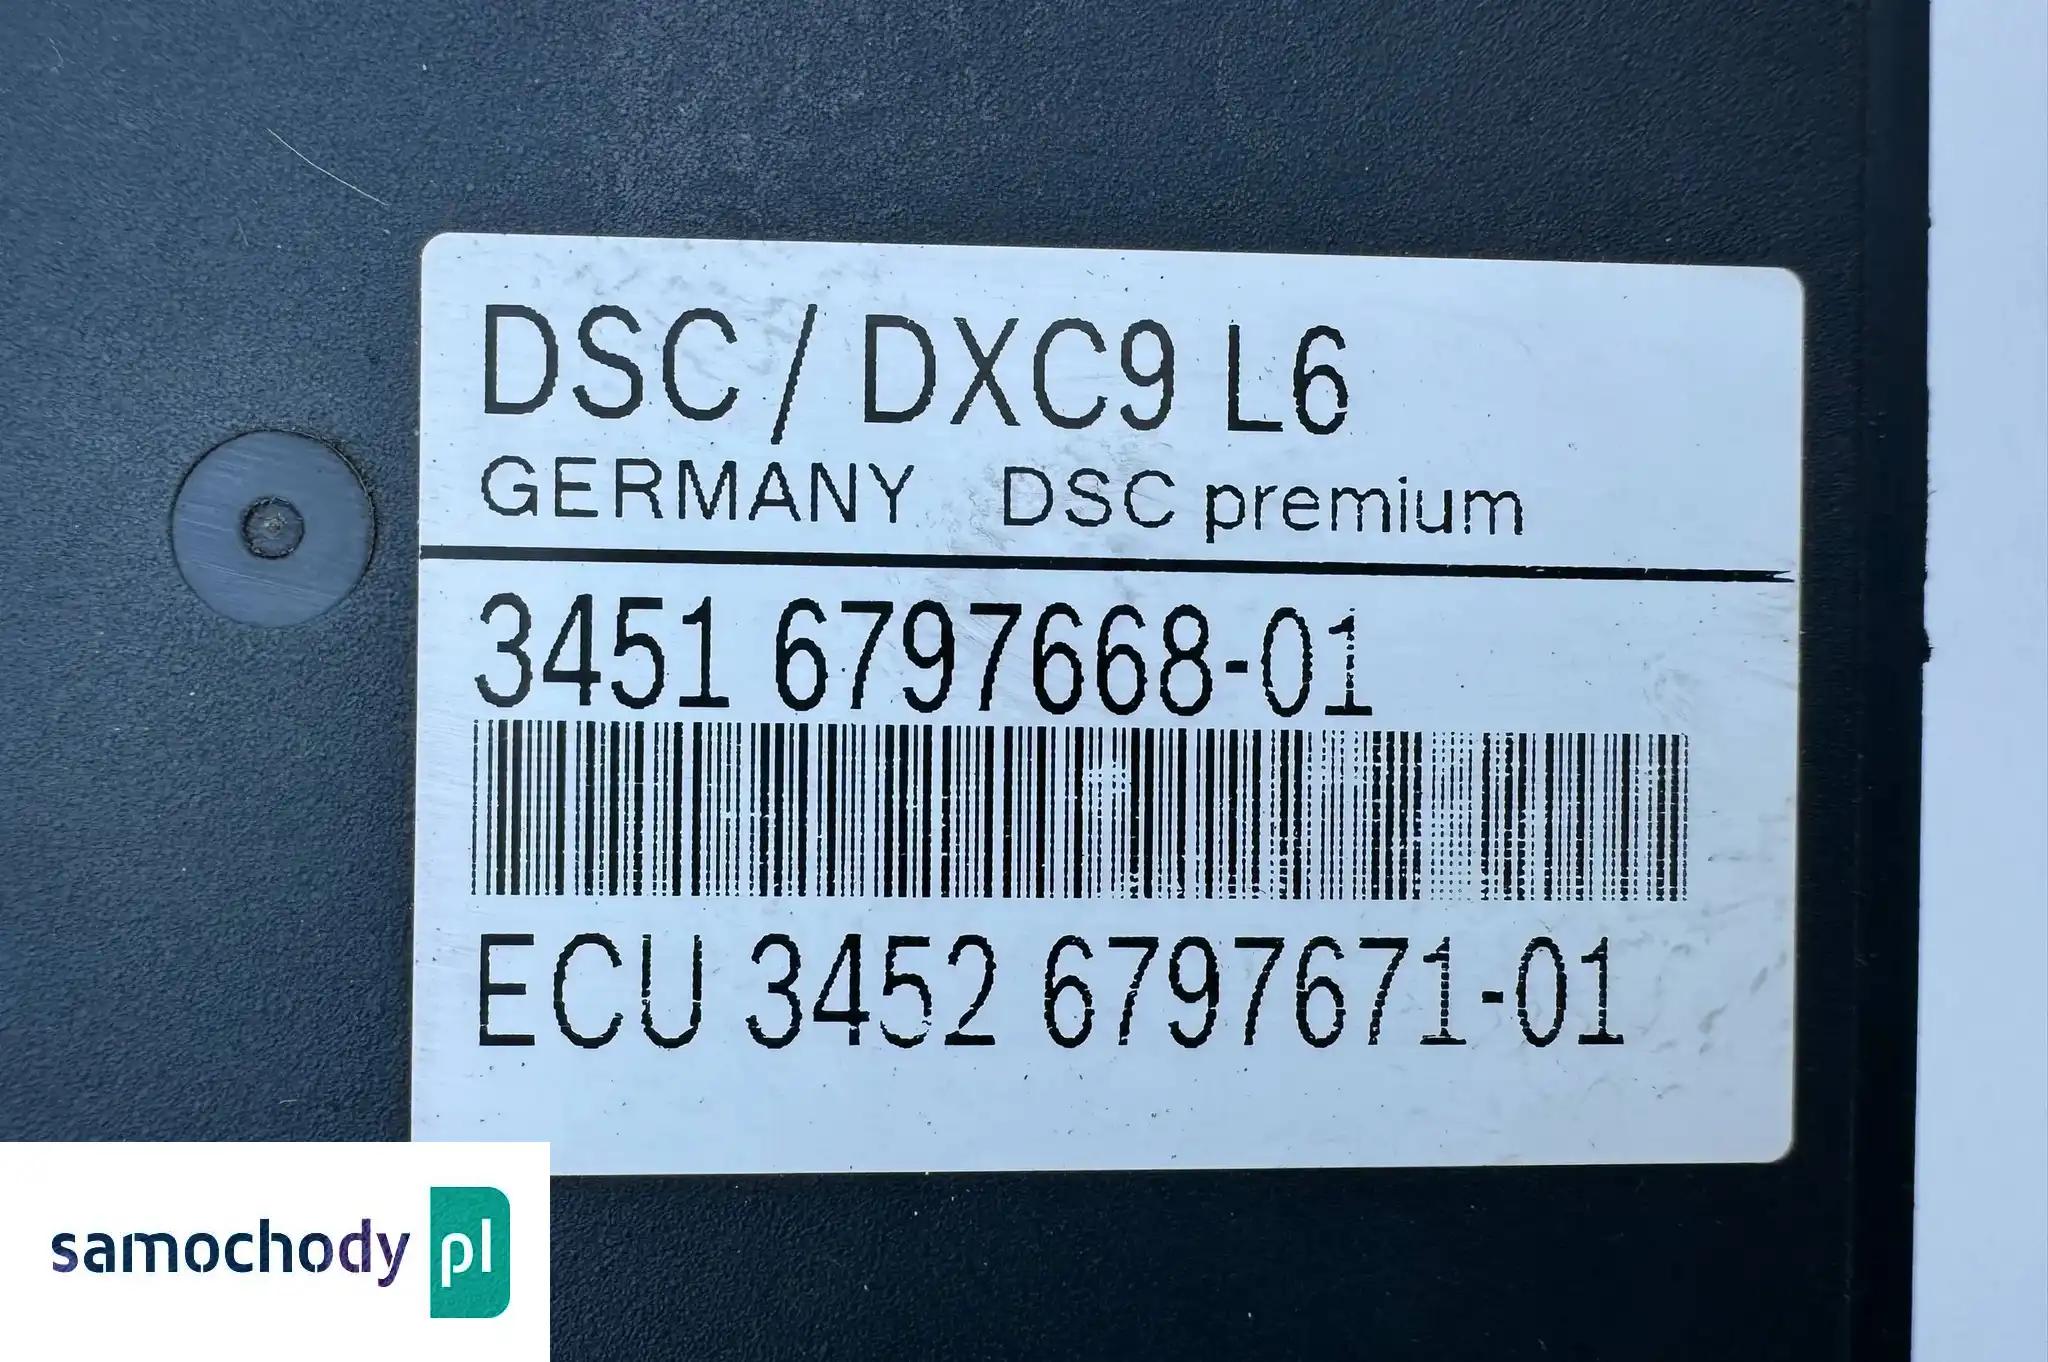 DSC / DXC9 L6
GERMANY DSC premium
3451 6797668-01
ECU 3452 6797671-01
samochody pl